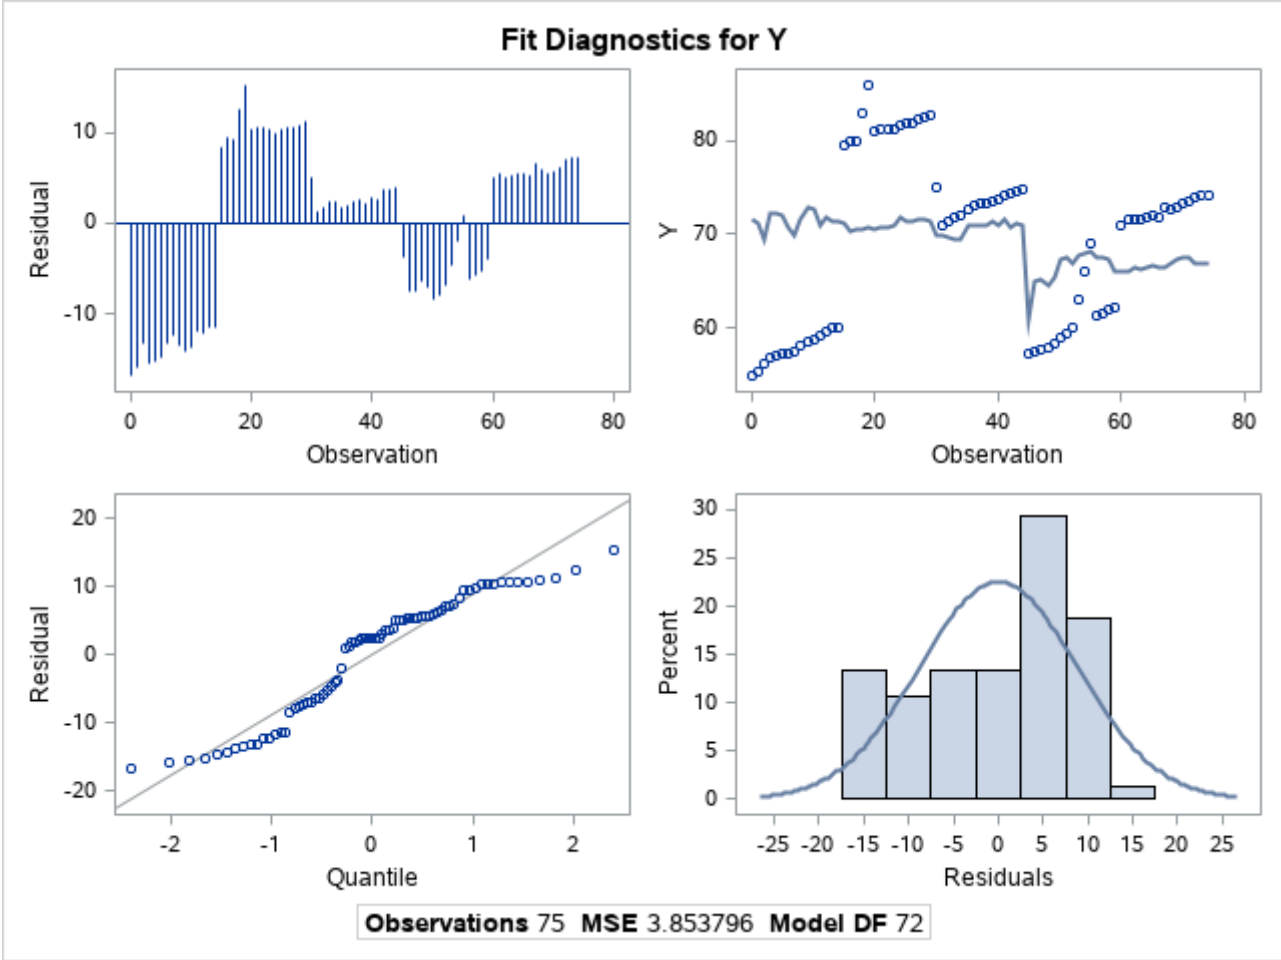 Fit Diagnostics for Y
Residual
10
0
-10
0 20 40 60 80
Observation
Y
80
70
60
0 20 40 60 80
Observation
Residual
20
10
0
-10
-20
-2 -1 0 1 2
Quantile
Percent
30
25
20
15
10
5
0
-25 -20 -15 -10 -5 0 5 10 15 20 25
Residuals
Observations 75 MSE 3.853796 Model DF 72